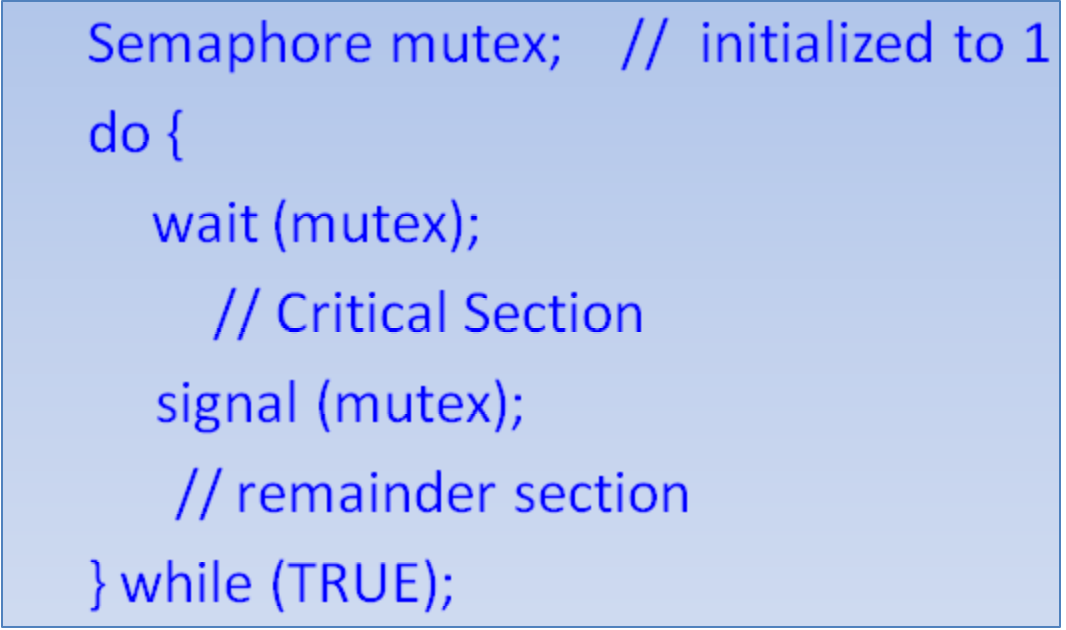 Semaphore mutex;   //  initialized to 1
do {
wait (mutex);
// Critical Section
signal (mutex);
// remainder section
} while (TRUE);